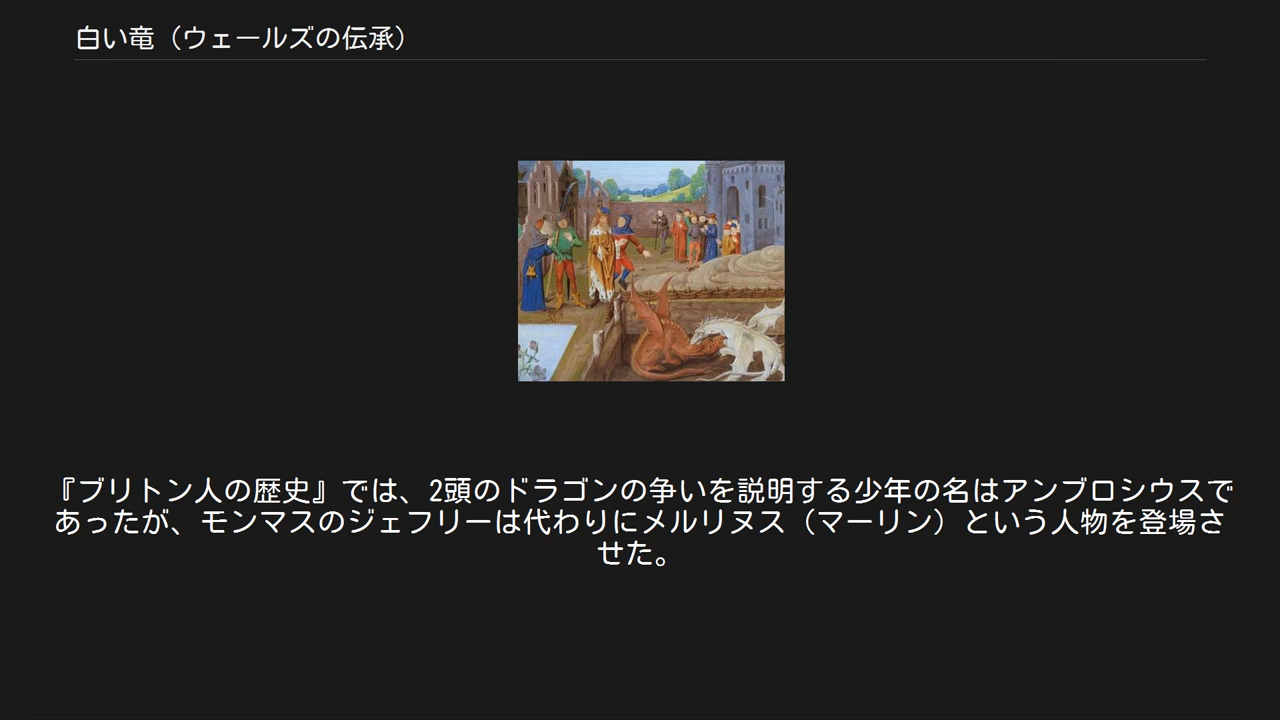 白い竜（ウェールズの伝承）
『ブリトン人の歴史』では、2頭のドラゴンの争いを説明する少年の名はアンブロシウスで
あったが、モンマスのジェフリーは代わりにメルリヌス（マーリン）という人物を登場さ
せた。